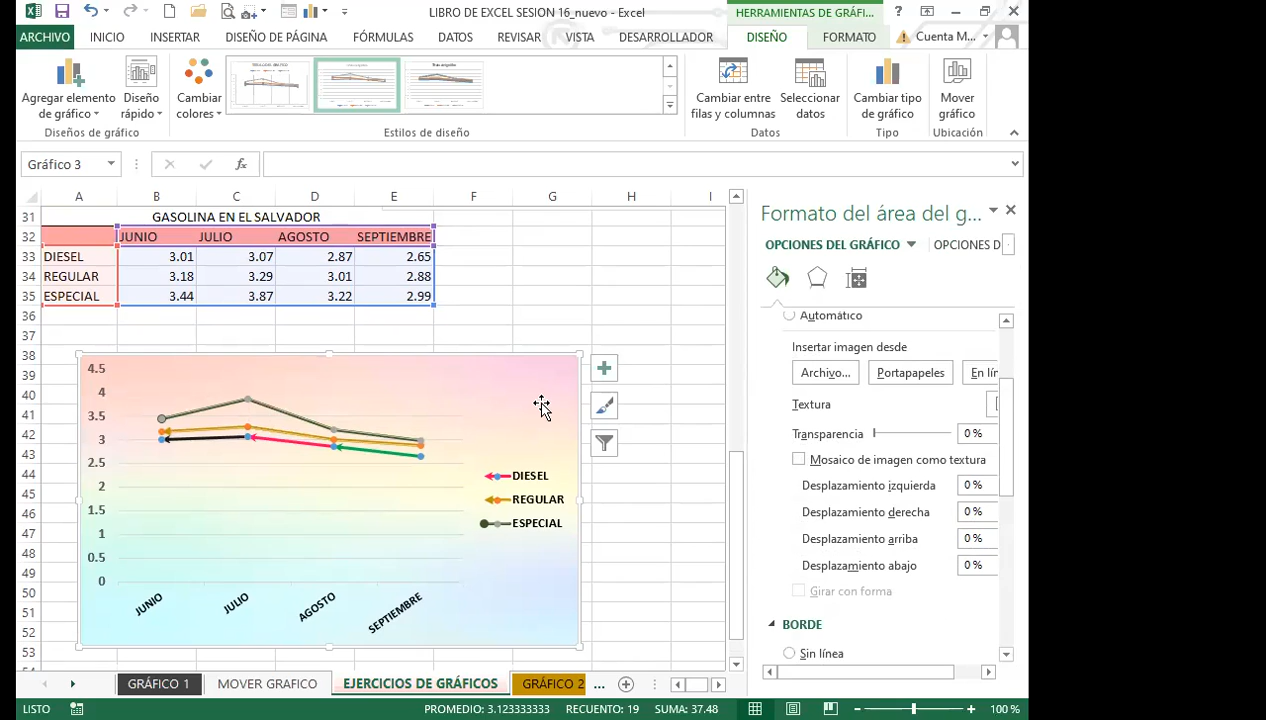 LIBRO DE EXCEL SESION 16_nuevo - Excel
HERRAMIENTAS DE GRÁFI...
?
ARCHIVO INICIO INSERTAR DISEÑO DE PÁGINA FÓRMULAS DATOS REVISAR VISTA DESARROLLADOR DISEÑO FORMATO Cuenta M...
Agregar elemento de gráfico
Diseño rápido
Cambiar colores
Cambiar entre filas y columnas
Seleccionar datos
Cambiar tipo de gráfico
Mover gráfico
Diseños de gráfico Estilos de diseño Datos Tipo Ubicación
Gráfico 3 fx
A B C D E F G H I
31 GASOLINA EN EL SALVADOR
32 JUNIO JULIO AGOSTO SEPTIEMBRE
33 DIESEL 3.01 3.07 2.87 2.65
34 REGULAR 3.18 3.29 3.01 2.88
35 ESPECIAL 3.44 3.87 3.22 2.99
36
37
38
39
40
41
42
43
44
45
46
47
48
49
50
51
52
53
4.5
4
3.5
3
2.5
2
1.5
1
0.5
0
JUNIO JULIO AGOSTO SEPTIEMBRE
DIESEL
REGULAR
ESPECIAL
Formato del área del g...
OPCIONES DEL GRÁFICO OPCIONES D
Automático
Insertar imagen desde
Archivo... Portapapeles En lín
Textura
Transparencia 0 %
Mosaico de imagen como textura
Desplazamiento izquierda 0 %
Desplazamiento derecha 0 %
Desplazamiento arriba 0 %
Desplazamiento abajo 0 %
Girar con forma
BORDE
Sin línea
GRÁFICO 1 MOVER GRAFICO EJERCICIOS DE GRÁFICOS GRÁFICO 2 ...
LISTO PROMEDIO: 3.123333333 RECUENTO: 19 SUMA: 37.48 100 %